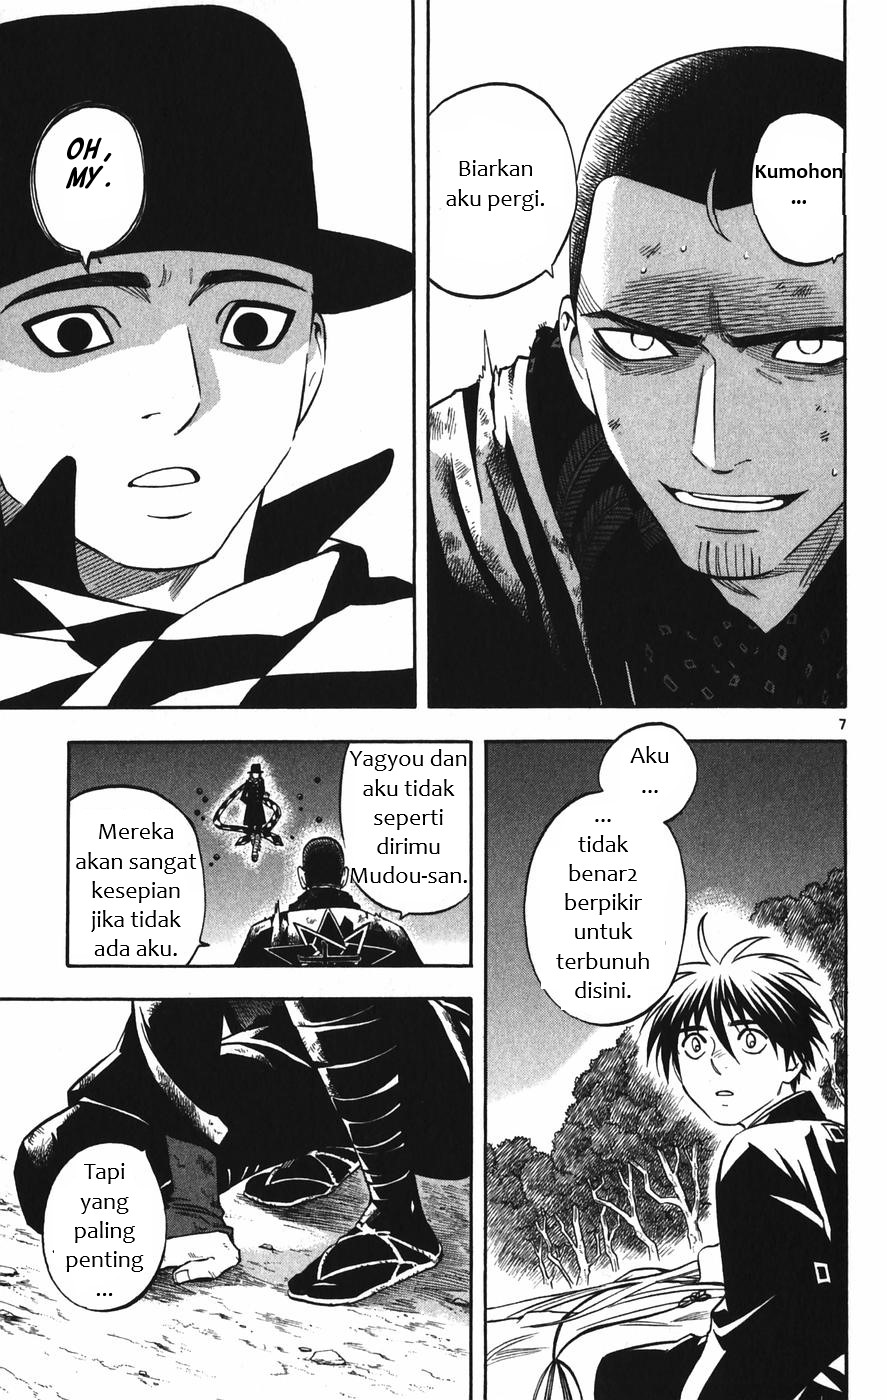 Kumohon
...
Biarkan
aku pergi.
OH,
MY.
7
Aku
...
...
tidak
benar2
berpikir
untuk
terbunuh
disini.
Yagyou dan
aku tidak
seperti
dirimu
Mudou-san.
Mereka
akan sangat
kesepian
jika tidak
ada aku.
Tapi
yang
paling
penting
...